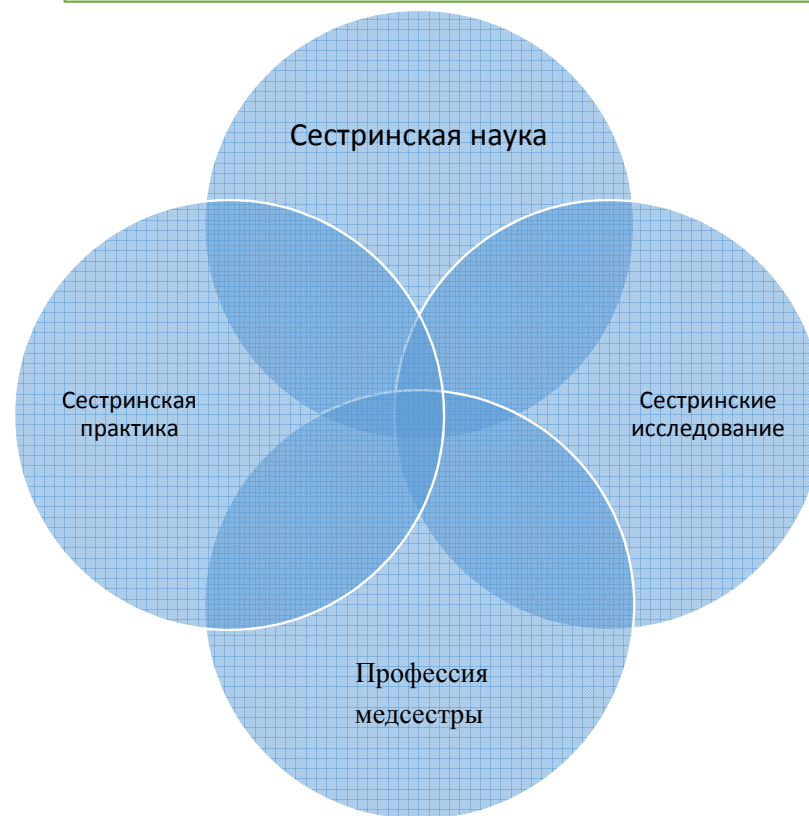 Сестринская наука
Сестринская
практика
Сестринские
исследование
Профессия
медсестры